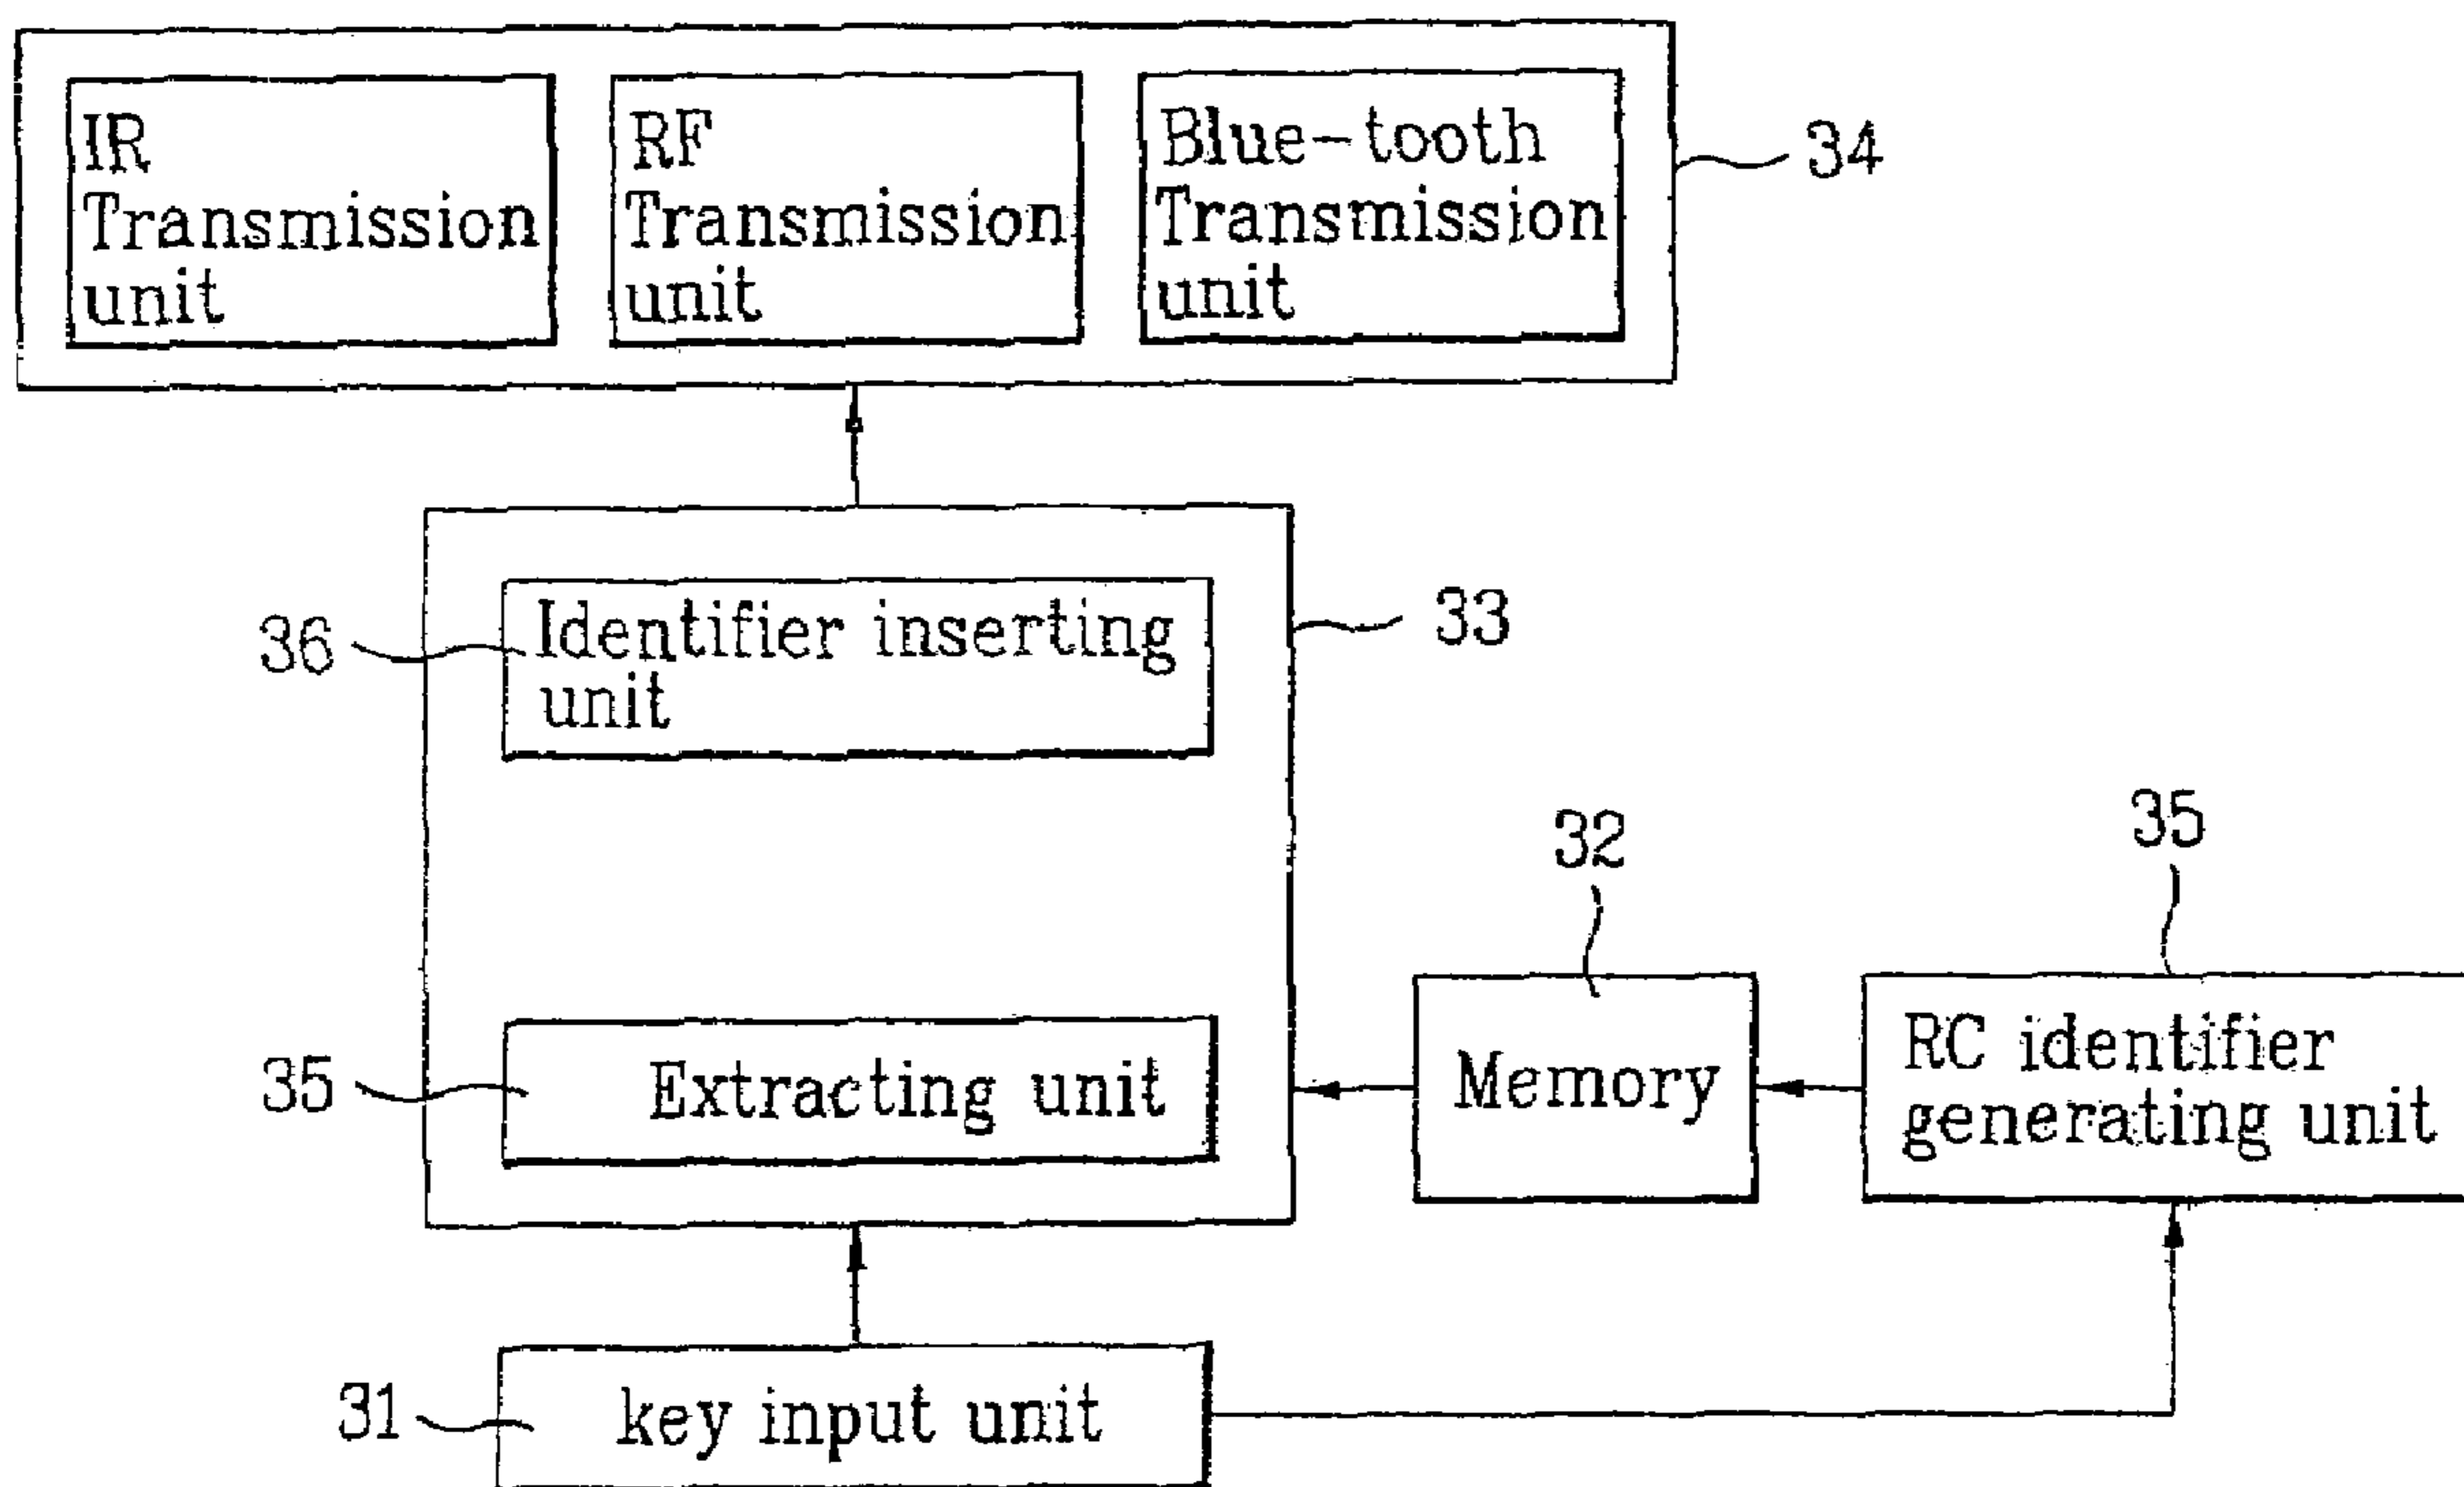 IR
Transmission
unit
RF
Transmission
unit
Blue-tooth
Transmission
unit
34
36
Identifier inserting
unit
33
32
35
35
Extracting unit
Memory
RC identifier
generating unit
31
key input unit